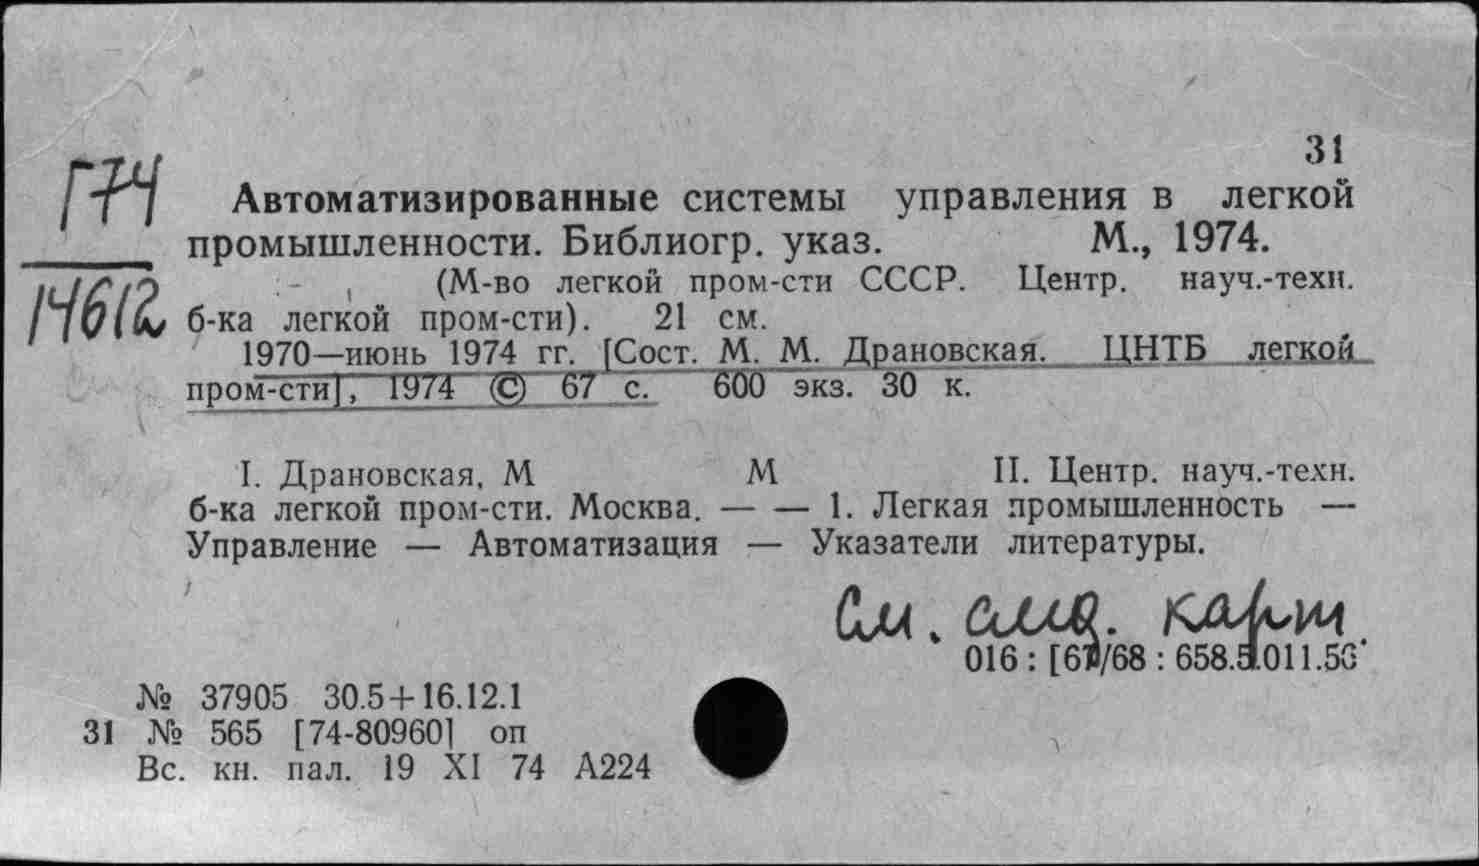 31
Г74
14612
Автоматизированные системы управления в легкой
промышленности. Библиогр. указ. М., 1974.
(М-во легкой пром-сти СССР. Центр. науч.-техн.
б-ка легкой пром-сти). 21 см.
1970—июнь 1974 гг. [Сост. М. М. Драновская. ЦНТБ легкой
пром-сти], 1974 © 67 с. 600 экз. 30 к.
I. Драновская, М М II. Центр. науч.-техн.
б-ка легкой пром-сти. Москва. — — 1. Легкая промышленность —
Управление — Автоматизация — Указатели литературы.
См. след. карт
016 : [67/68 : 658.5.011.56
№ 37905 30.5+16.12.1
31 № 565 [74-80960] оп
Вс. кн. пал. 19 XI 74 А224